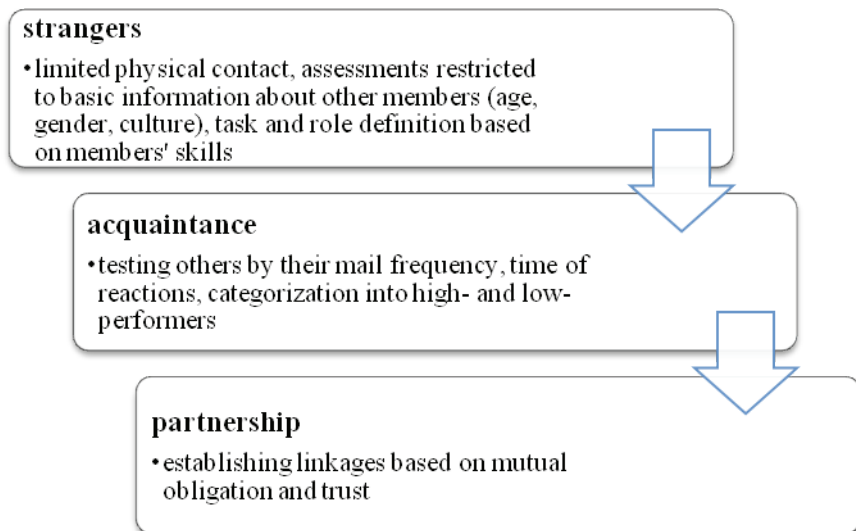 strangers
•limited physical contact, assessments restricted
to basic information about other members (age,
gender, culture), task and role definition based
on members' skills
acquaintance
•testing others by their mail frequency, time of
reactions, categorization into high- and low-
performers
partnership
•establishing linkages based on mutual
obligation and trust